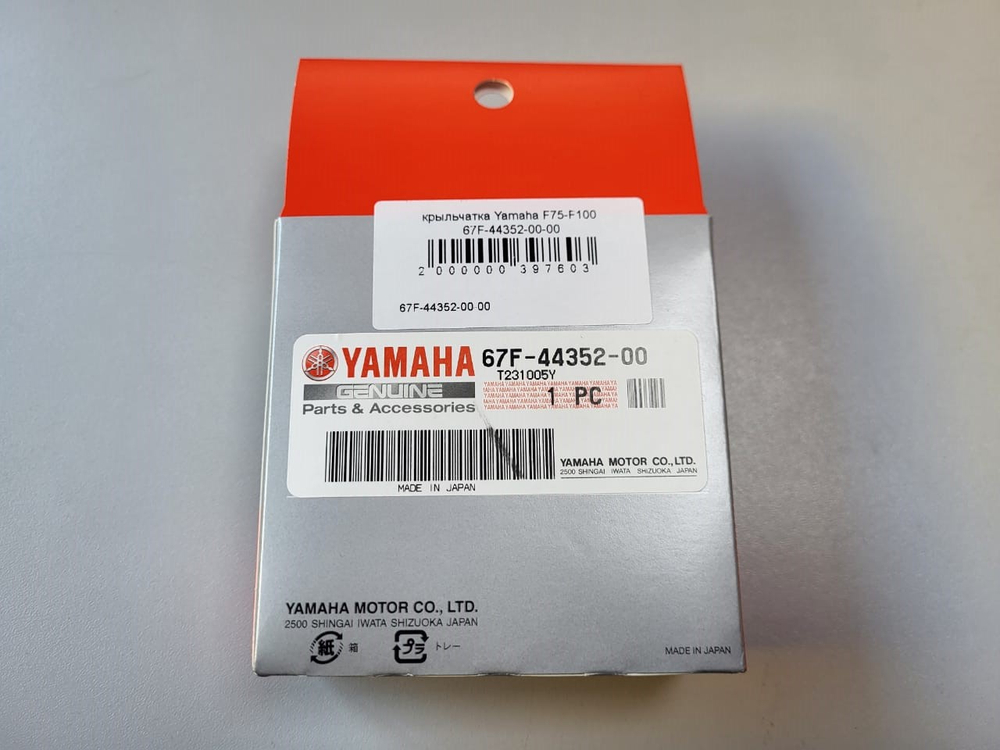 крыльчатка Yamaha F75-F100
67F-44352-00-00
2 000000 397603
67F-44352-00 00
YAMAHA 67F-44352-00
T231005Y
GENUINE
Parts & Accessories
1 PC
YAMAHA MOTOR CO.,LTD.
2500 SHINGAI IWATA SHIZUOKA JAPAN
MADE IN JAPAN
YAMAHA MOTOR CO., LTD.
2500 SHINGAI IWATA SHIZUOKA JAPAN
紙 箱 プラ トレー
MADE IN JAPAN